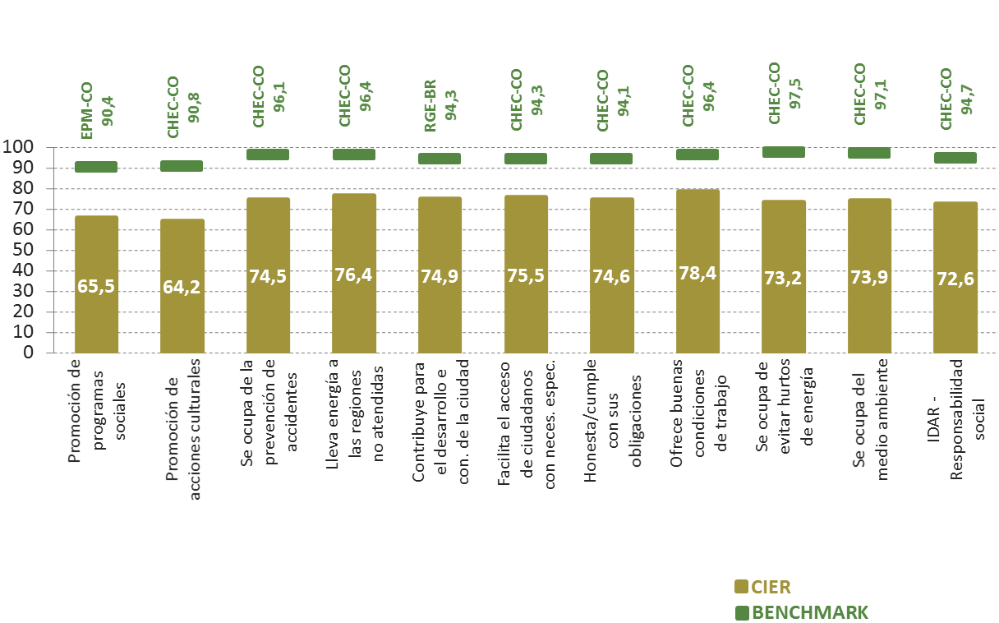 EPM-CO
90,4
CHEC-CO
90,8
CHEC-CO
96,1
CHEC-CO
96,4
RGE-BR
94,3
CHEC-CO
94,3
CHEC-CO
94,1
CHEC-CO
96,4
CHEC-CO
97,5
CHEC-CO
97,1
CHEC-CO
94,7
100
90
80
70
60
50
40
30
20
10
0
65,5
64,2
74,5
76,4
74,9
75,5
74,6
78,4
73,2
73,9
72,6
Promoción de
programas
sociales
Promoción de
acciones culturales
Se ocupa de la
prevención de
accidentes
Lleva energía a
las regiones
no atendidas
Contribuye para
el desarrollo e
con. de la ciudad
Facilita el acceso
de ciudadanos
con neces. espec.
Honesta/cumple
con sus
obligaciones
Ofrece buenas
condiciones
de trabajo
Se ocupa de
evitar hurtos
de energía
Se ocupa del
medio ambiente
IDAR -
Responsabilidad
social
CIER
BENCHMARK